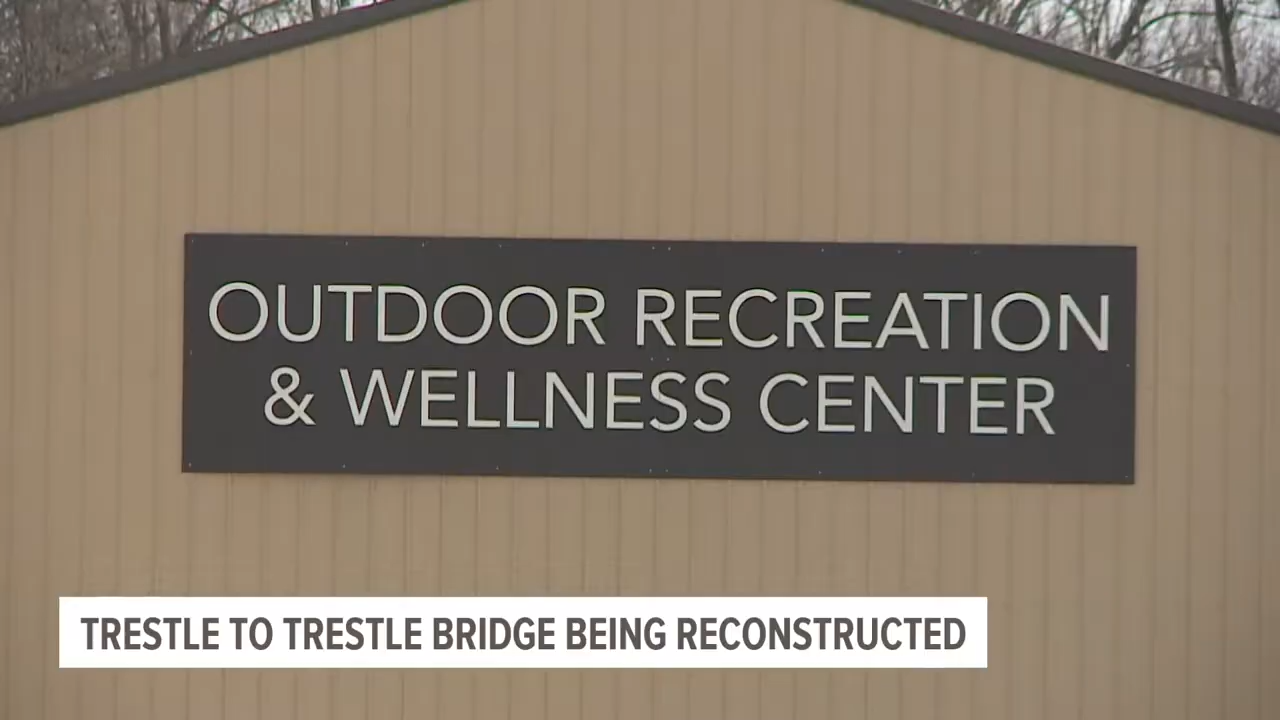 OUTDOOR RECREATION
& WELLNESS CENTER
TRESTLE TO TRESTLE BRIDGE BEING RECONSTRUCTED